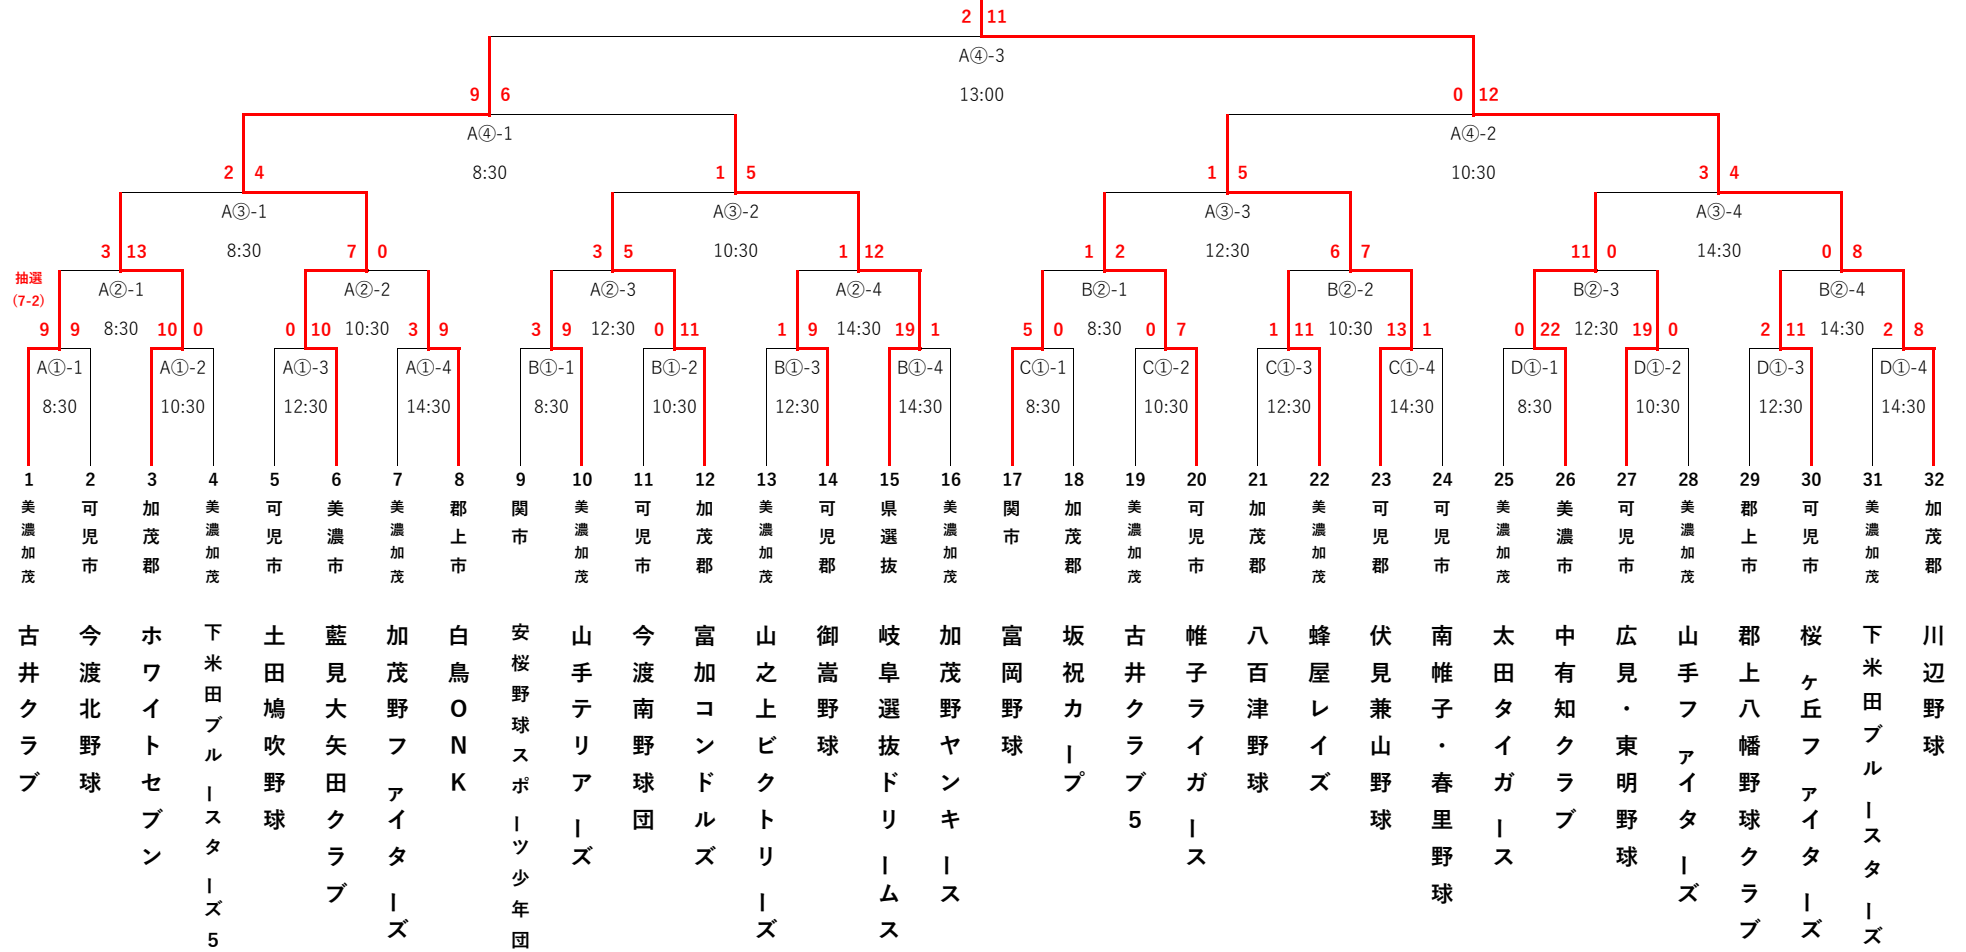 2 11
A④-3
13:00
9 6 0 12
A④-1 A④-2
8:30 10:30
2 4 1 5 1 5 3 4
A③-1 A③-2 A③-3 A③-4
8:30 10:30 12:30 14:30
3 13 7 0 3 5 1 12 1 2 6 7 11 0 0 8
抽選
(7-2)
A②-1 A②-2 A②-3 A②-4 B②-1 B②-2 B②-3 B②-4
8:30 10:30 12:30 14:30 8:30 10:30 12:30 14:30
9 9 10 0 0 10 3 9 3 9 0 11 1 9 19 1 5 0 0 7 1 11 13 1 0 22 19 0 2 11 2 8
A①-1 A①-2 A①-3 A①-4 B①-1 B①-2 B①-3 B①-4 C①-1 C①-2 C①-3 C①-4 D①-1 D①-2 D①-3 D①-4
8:30 10:30 12:30 14:30 8:30 10:30 12:30 14:30 8:30 10:30 12:30 14:30 8:30 10:30 12:30 14:30
1 美濃加茂 古井クラブ
2 可児市 今渡北野球
3 加茂郡 ホワイトセブン
4 美濃加茂 下米田ブルースターズ5
5 可児市 土田鳩吹野球
6 美濃市 藍見大矢田クラブ
7 美濃加茂 加茂野ファイターズ
8 郡上市 白鳥ONK
9 関市 安桜野球スポーツ少年団
10 美濃加茂 山手テリアーズ
11 可児市 今渡南野球団
12 加茂郡 富加コンドルズ
13 美濃加茂 山之上ビクトリーズ
14 可児郡 御嵩野球
15 県選抜 岐阜選抜ドリームス
16 美濃加茂 加茂野ヤンキース
17 関市 富岡野球
18 加茂郡 坂祝カープ
19 美濃加茂 古井クラブ5
20 可児市 帷子ライガース
21 加茂郡 八百津野球
22 美濃加茂 蜂屋レイズ
23 可児郡 伏見兼山野球
24 可児市 南帷子・春里野球
25 美濃加茂 太田タイガース
26 美濃市 中有知クラブ
27 可児市 広見・東明野球
28 美濃加茂 山手ファイターズ
29 郡上市 郡上八幡野球クラブ
30 可児市 桜ヶ丘ファイターズ
31 美濃加茂 下米田ブルースターズ
32 加茂郡 川辺野球